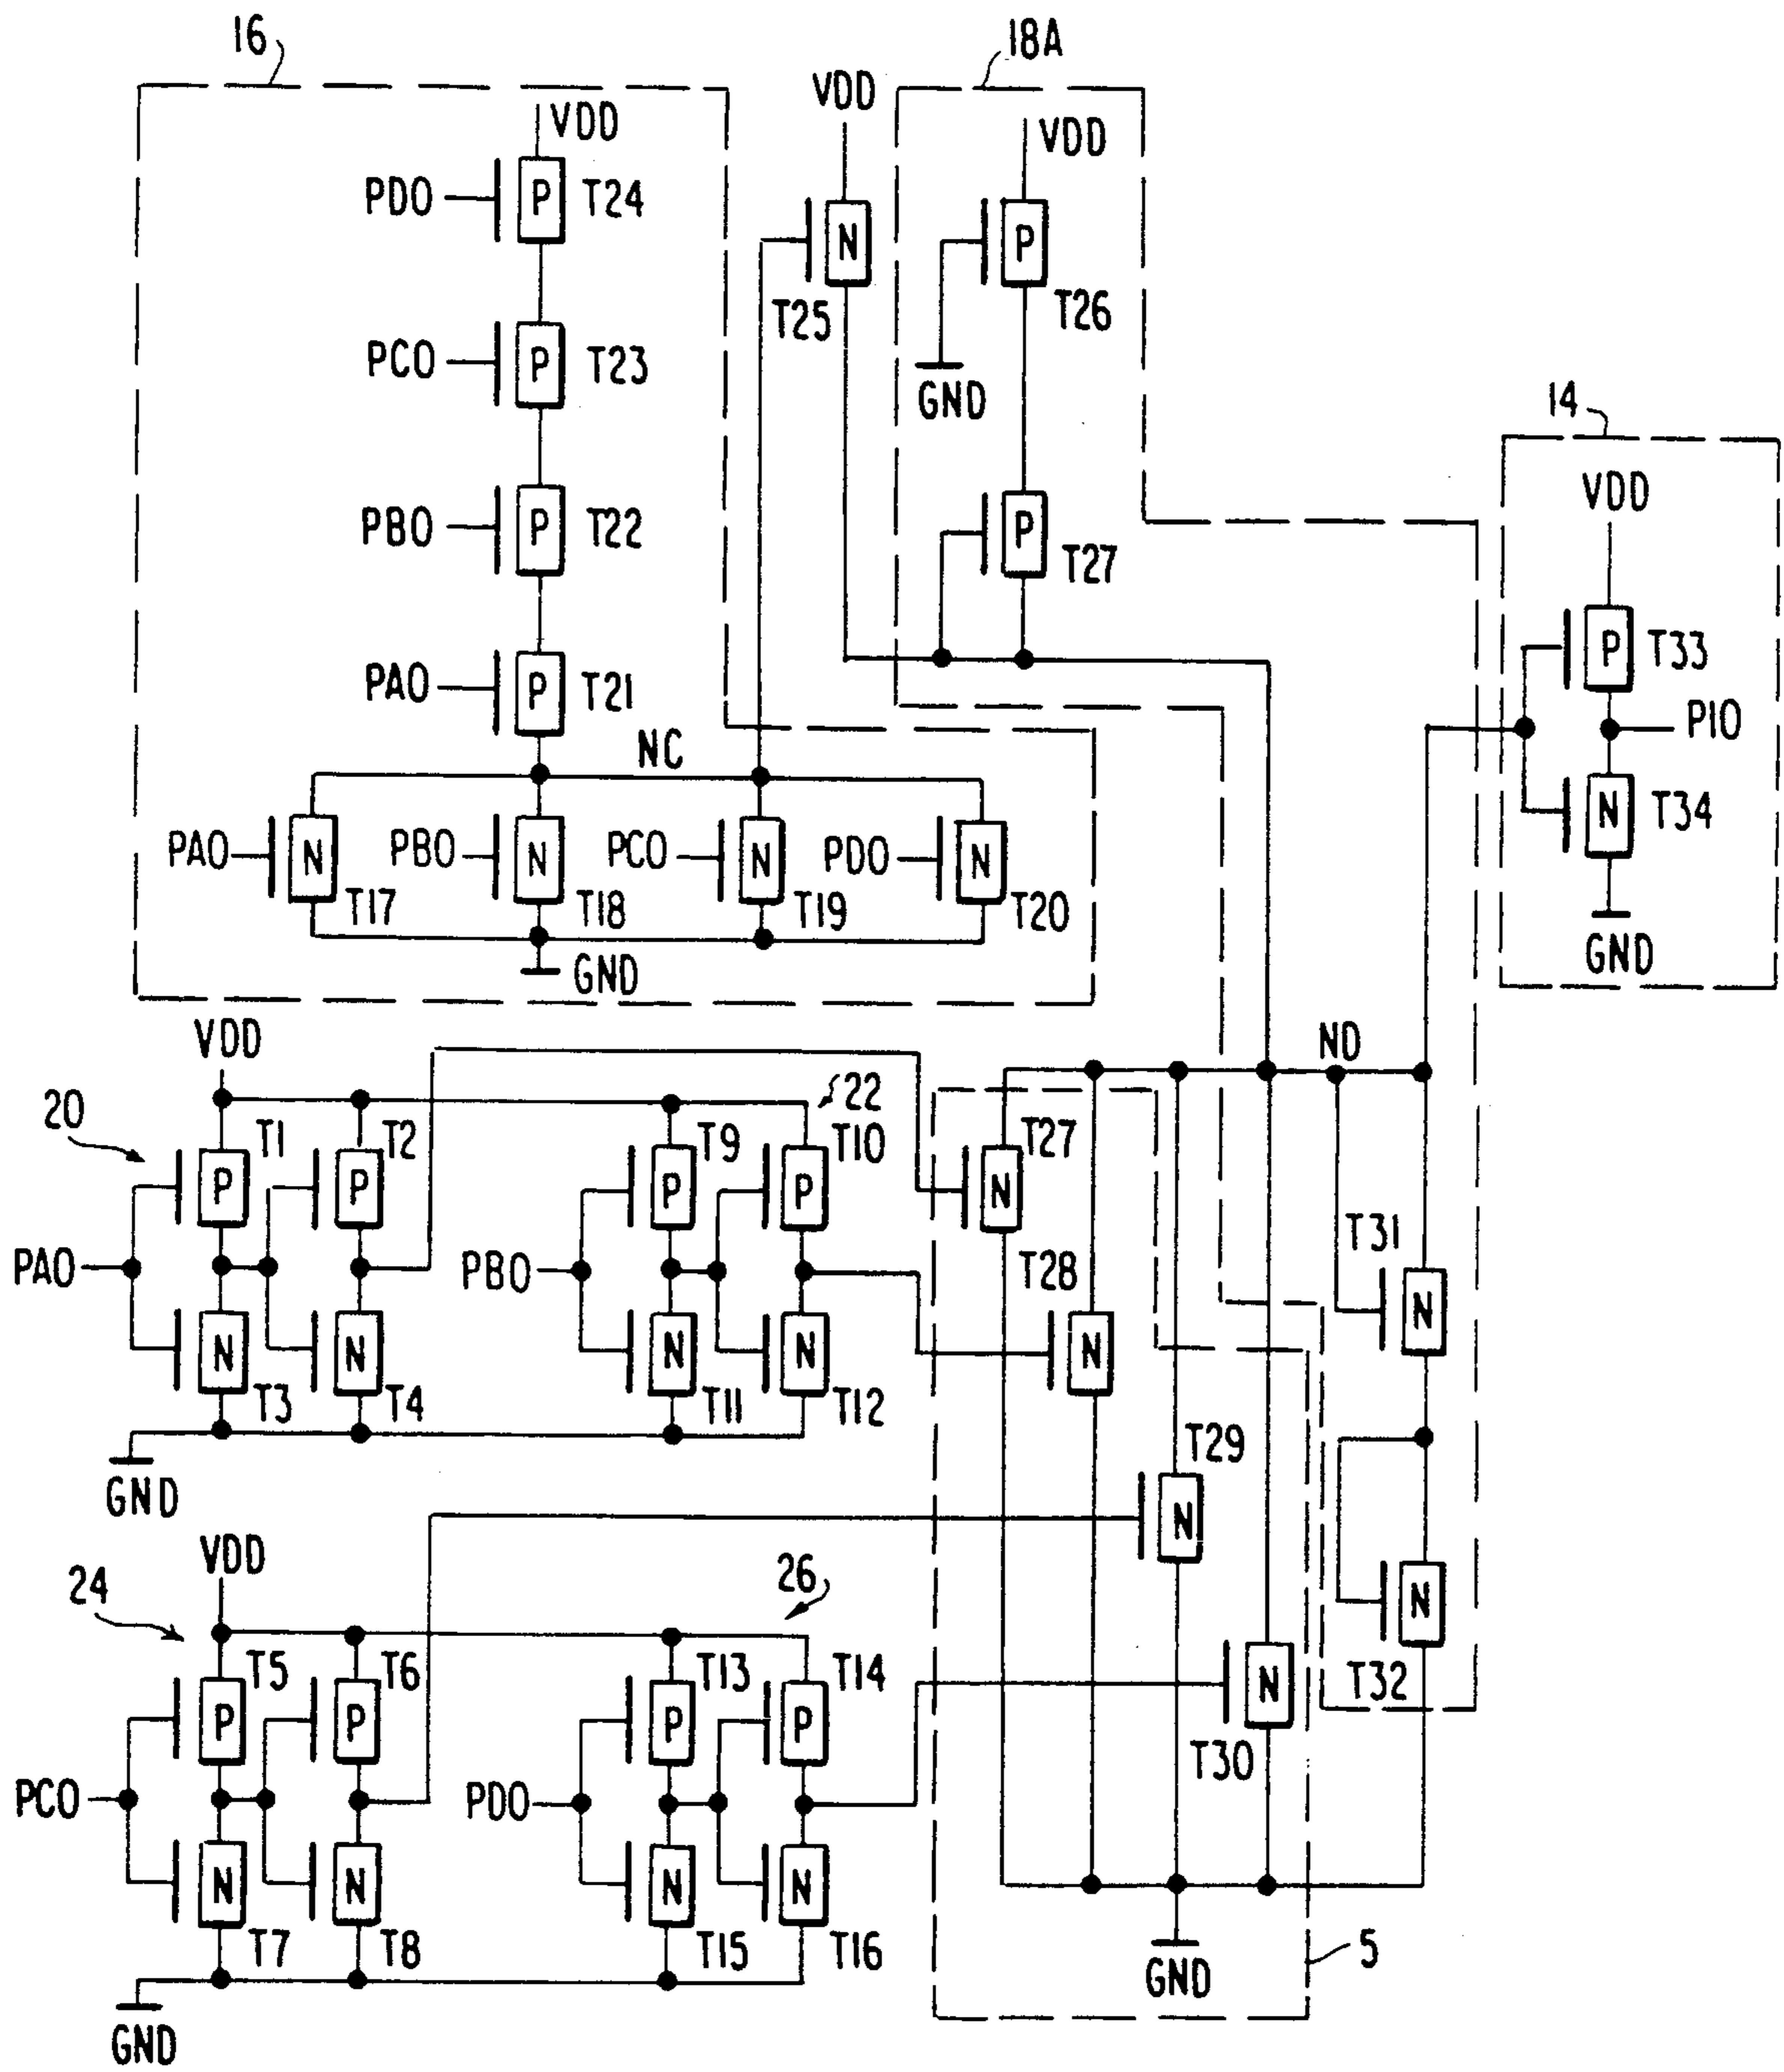 16
18A
VDD
VDD
VDD
PDO
P
T24
N
P
T25
T26
PCO
P
T23
GND
14
VDD
PBO
P
T22
P
T27
P
T33
PAO
P
T21
PIO
NC
N
T34
PAO
N
T17
PBO
N
T18
PCO
N
T19
PDO
N
T20
GND
GND
VDD
ND
20
22
T1
T2
T9
T10
T27
P
P
P
P
N
T31
PAO
PBO
T28
N
N
N
N
N
N
T3
T4
T11
T12
T29
GND
N
VDD
24
26
N
T5
T6
T13
T14
T32
P
P
P
P
N
T30
PCO
PDO
N
N
N
N
T7
T8
T15
T16
5
GND
GND